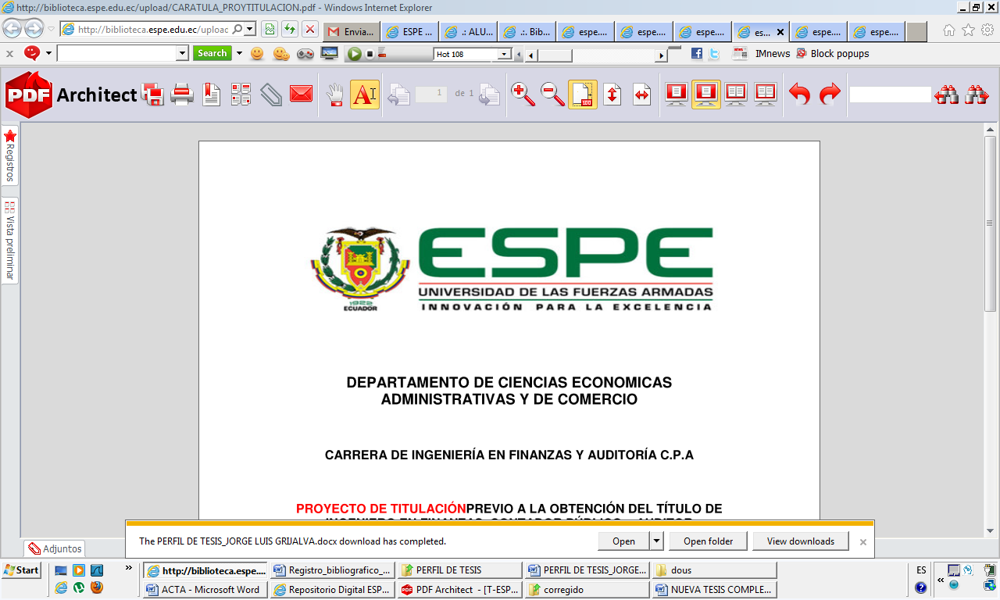 http://biblioteca.espe.edu.ec/upload/CARATULA_PROYTITULACION.pdf - Windows Internet Explorer
http://biblioteca.espe.edu.ec/uploac
Envia...
ESPE ...
.: ALU...
.:. Bib...
espe....
espe....
espe....
es...
espe....
espe....
Search
Hot 108
IMnews
Block popups
PDF Architect
1 de 1
Registros
Vista preliminar
ESPE
UNIVERSIDAD DE LAS FUERZAS ARMADAS
INNOVACIÓN PARA LA EXCELENCIA
1922
ECUADOR
DEPARTAMENTO DE CIENCIAS ECONOMICAS
ADMINISTRATIVAS Y DE COMERCIO
CARRERA DE INGENIERÍA EN FINANZAS Y AUDITORÍA C.P.A
PROYECTO DE TITULACIÓNPREVIO A LA OBTENCIÓN DEL TÍTULO DE
The PERFIL DE TESIS_JORGE LUIS GRIJALVA.docx download has completed.
Open
Open folder
View downloads
Adjuntos
Start
http://biblioteca.espe....
Registro_bibliografico_...
PERFIL DE TESIS
PERFIL DE TESIS_JORGE...
dous
ES
ACTA - Microsoft Word
Repositorio Digital ESP...
PDF Architect - [T-ESP...
corregido
NUEVA TESIS COMPLE...